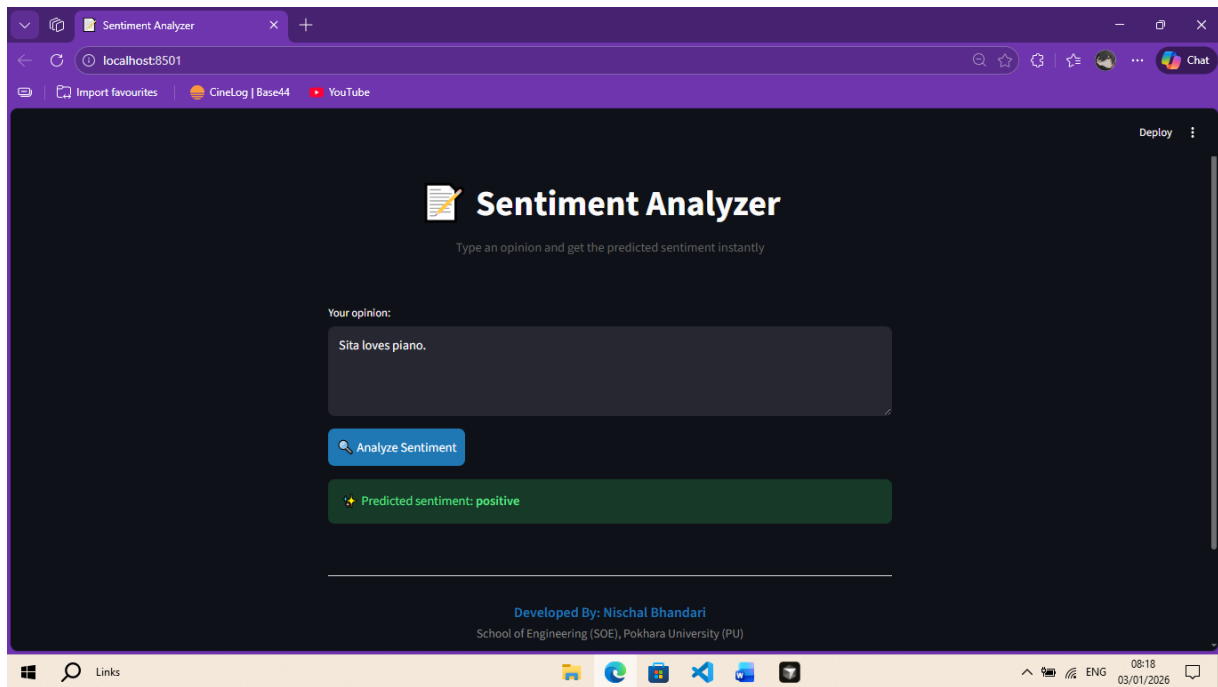 Sentiment Analyzer
localhost:8501
Chat
Import favourites
CineLog | Base44
YouTube
Deploy
Sentiment Analyzer
Type an opinion and get the predicted sentiment instantly
Your opinion:
Sita loves piano.
Analyze Sentiment
Predicted sentiment: positive
Developed By: Nischal Bhandari
School of Engineering (SOE), Pokhara University (PU)
Links
ENG
08:18
03/01/2026